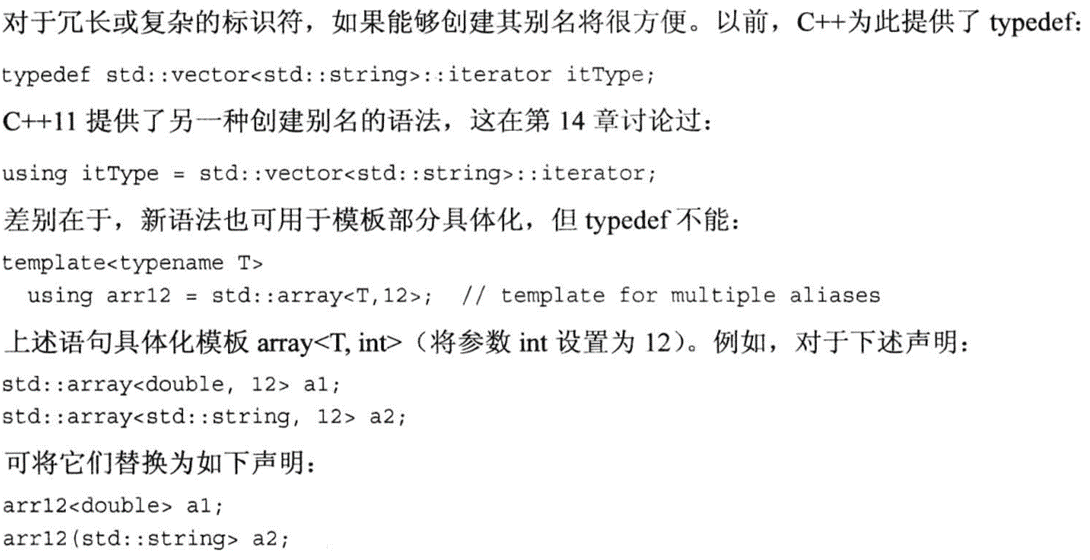 对于冗长或复杂的标识符，如果能够创建其别名将很方便。以前，C++为此提供了 typedef：
typedef std::vector<std::string>::iterator itType;
C++11 提供了另一种创建别名的语法，这在第 14 章讨论过：
using itType = std::vector<std::string>::iterator;
差别在于，新语法也可用于模板部分具体化，但 typedef 不能：
template<typename T>
  using arr12 = std::array<T,12>;  // template for multiple aliases
上述语句具体化模板 array<T, int>（将参数 int 设置为 12）。例如，对于下述声明：
std::array<double, 12> a1;
std::array<std::string, 12> a2;
可将它们替换为如下声明：
arr12<double> a1;
arr12(std::string> a2;